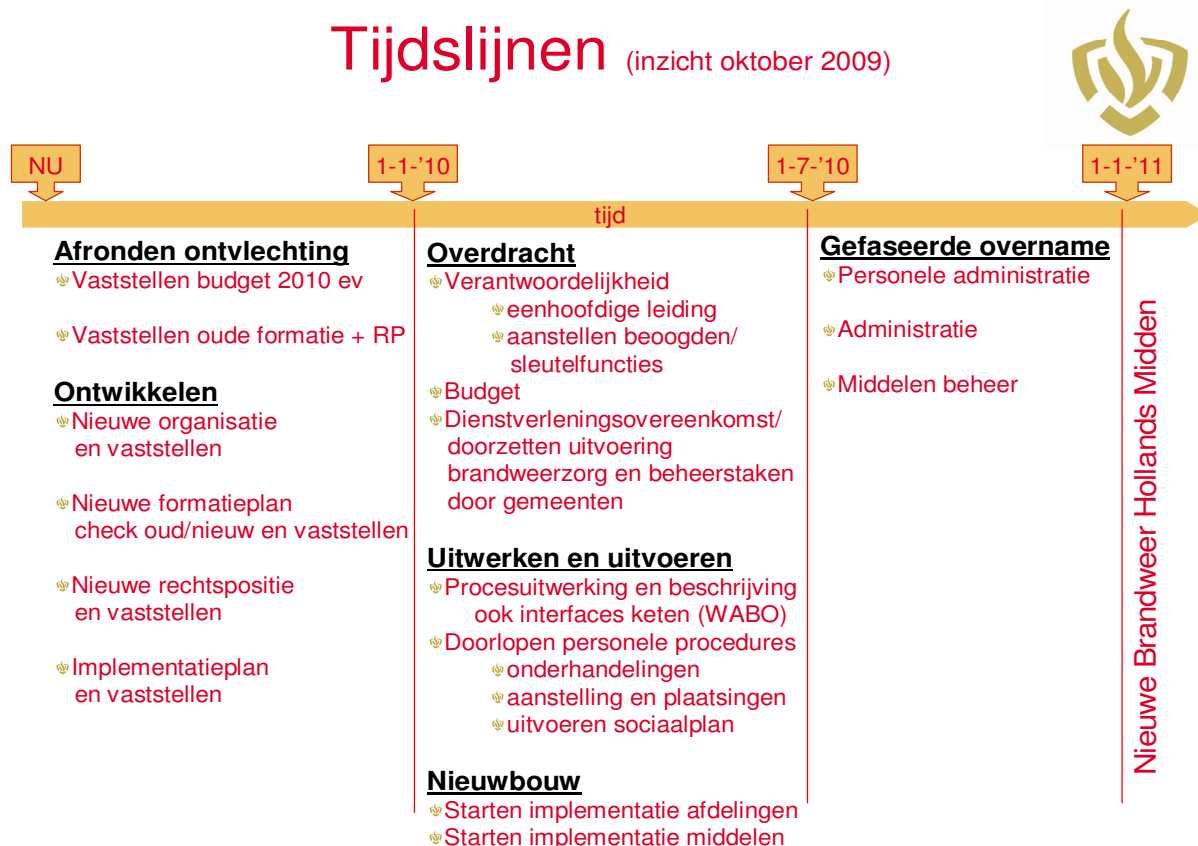 Tijdslijnen (inzicht oktober 2009)
NU
1-1-'10
1-7-'10
1-1-'11
tijd
Afronden ontvlechting
Vaststellen budget 2010 ev
Vaststellen oude formatie + RP
Ontwikkelen
Nieuwe organisatie
en vaststellen
Nieuwe formatieplan
check oud/nieuw en vaststellen
Nieuwe rechtspositie
en vaststellen
Implementatieplan
en vaststellen
Overdracht
Verantwoordelijkheid
eenhoofdige leiding
aanstellen beoogden/
sleutelfuncties
Budget
Dienstverleningsovereenkomst/
doorzetten uitvoering
brandweerzorg en beheerstaken
door gemeenten
Uitwerken en uitvoeren
Procesuitwerking en beschrijving
ook interfaces keten (WABO)
Doorlopen personele procedures
onderhandelingen
aanstelling en plaatsingen
uitvoeren sociaalplan
Nieuwbouw
Starten implementatie afdelingen
Starten implementatie middelen
Gefaseerde overname
Personele administratie
Administratie
Middelen beheer
Nieuwe Brandweer Hollands Midden